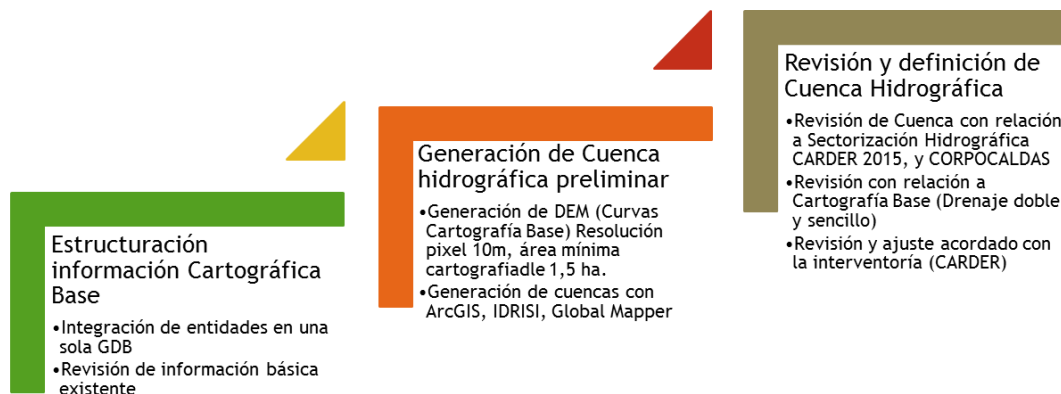 Estructuración
información Cartográfica
Base
•Integración de entidades en una
sola GDB
•Revisión de información básica
existente
Generación de Cuenca
hidrográfica preliminar
•Generación de DEM (Curvas
Cartografía Base) Resolución
pixel 10m, área mínima
cartografiadle 1,5 ha.
•Generación de cuencas con
ArcGIS, IDRISI, Global Mapper
Revisión y definición de
Cuenca Hidrográfica
•Revisión de Cuenca con relación
a Sectorización Hidrográfica
CARDER 2015, y CORPOCALDAS
•Revisión con relación a
Cartografía Base (Drenaje doble
y sencillo)
•Revisión y ajuste acordado con
la interventoría (CARDER)